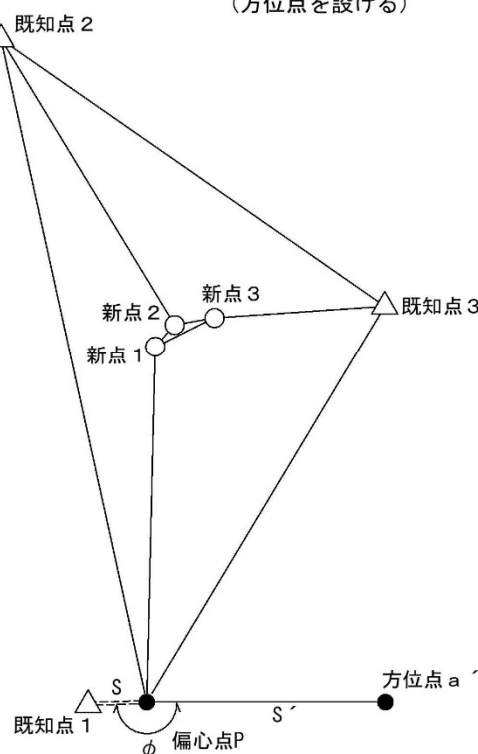 （方位点を設ける）
既知点２
新点３
新点２
既知点３
新点１
方位点ａ´
S
S´
既知点１
φ
偏心点P